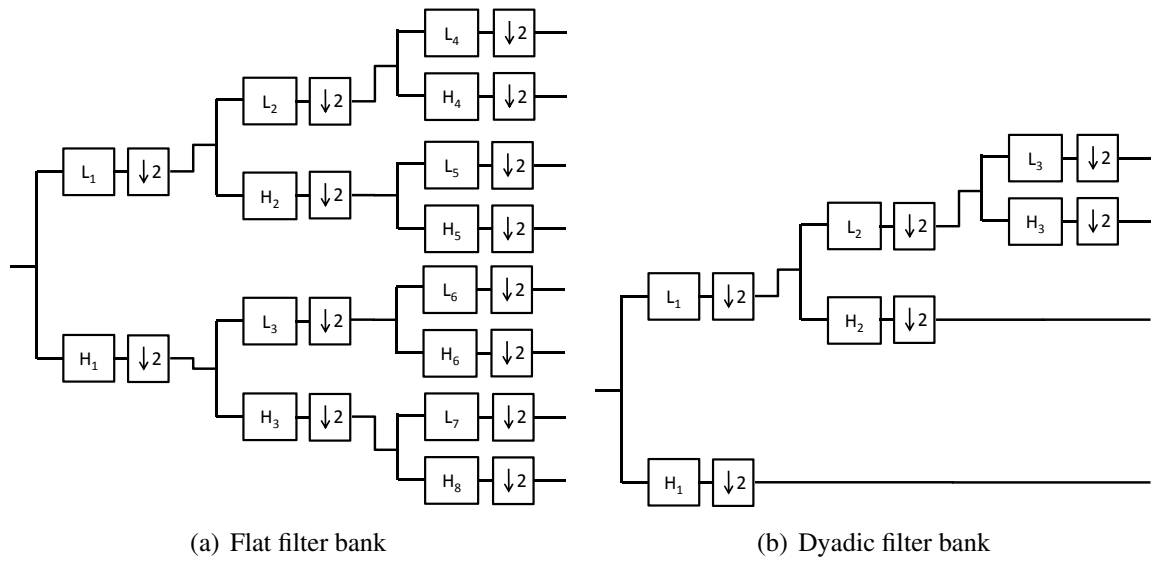 L4 ↓2
H4 ↓2
L2 ↓2
L1 ↓2
H2 ↓2
L5 ↓2
H5 ↓2
L6 ↓2
L3 ↓2
H6 ↓2
H1 ↓2
H3 ↓2
L7 ↓2
H8 ↓2
(a) Flat filter bank
L3 ↓2
H3 ↓2
L2 ↓2
L1 ↓2
H2 ↓2
H1 ↓2
(b) Dyadic filter bank